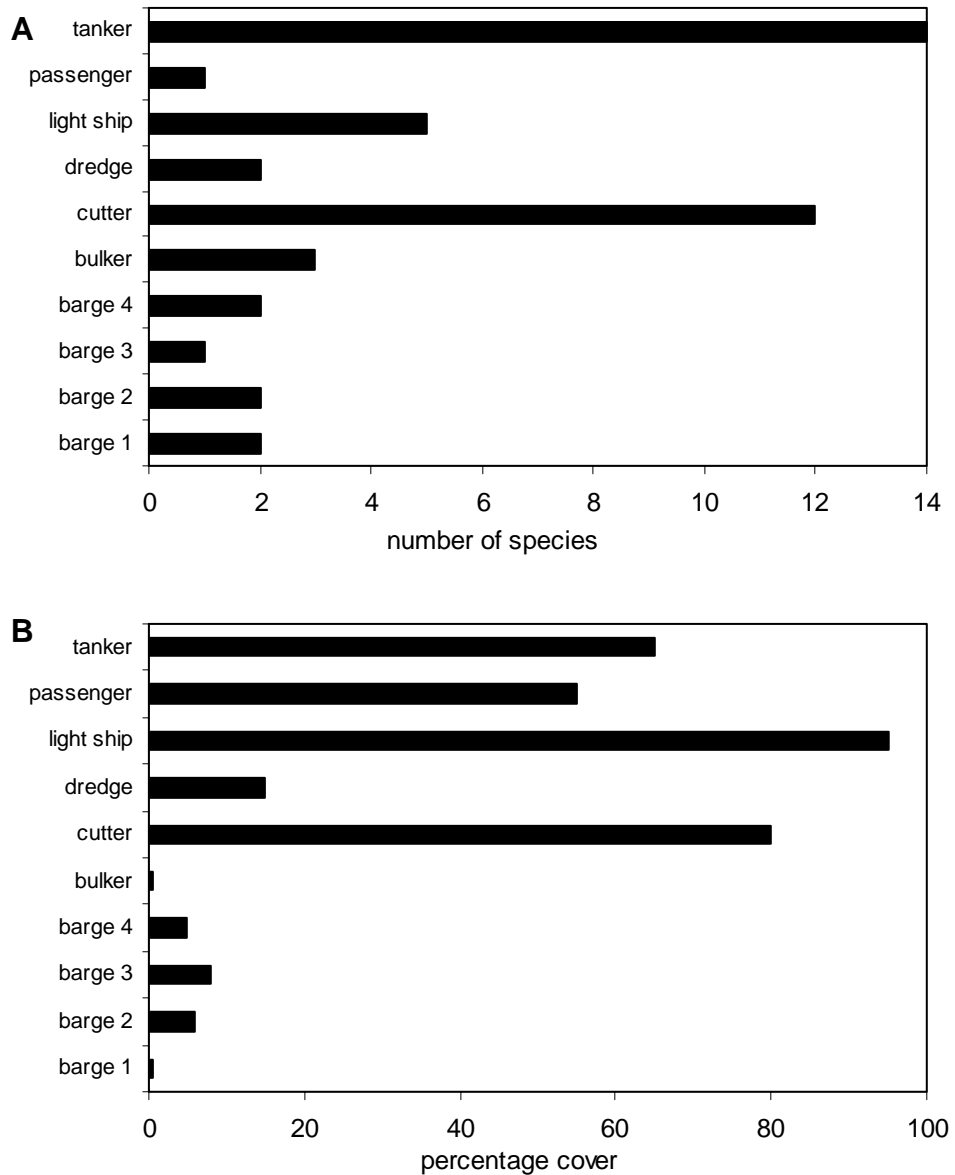 A
tanker
passenger
light ship
dredge
cutter
bulker
barge 4
barge 3
barge 2
barge 1
0 2 4 6 8 10 12 14
number of species
B
tanker
passenger
light ship
dredge
cutter
bulker
barge 4
barge 3
barge 2
barge 1
0 20 40 60 80 100
percentage cover